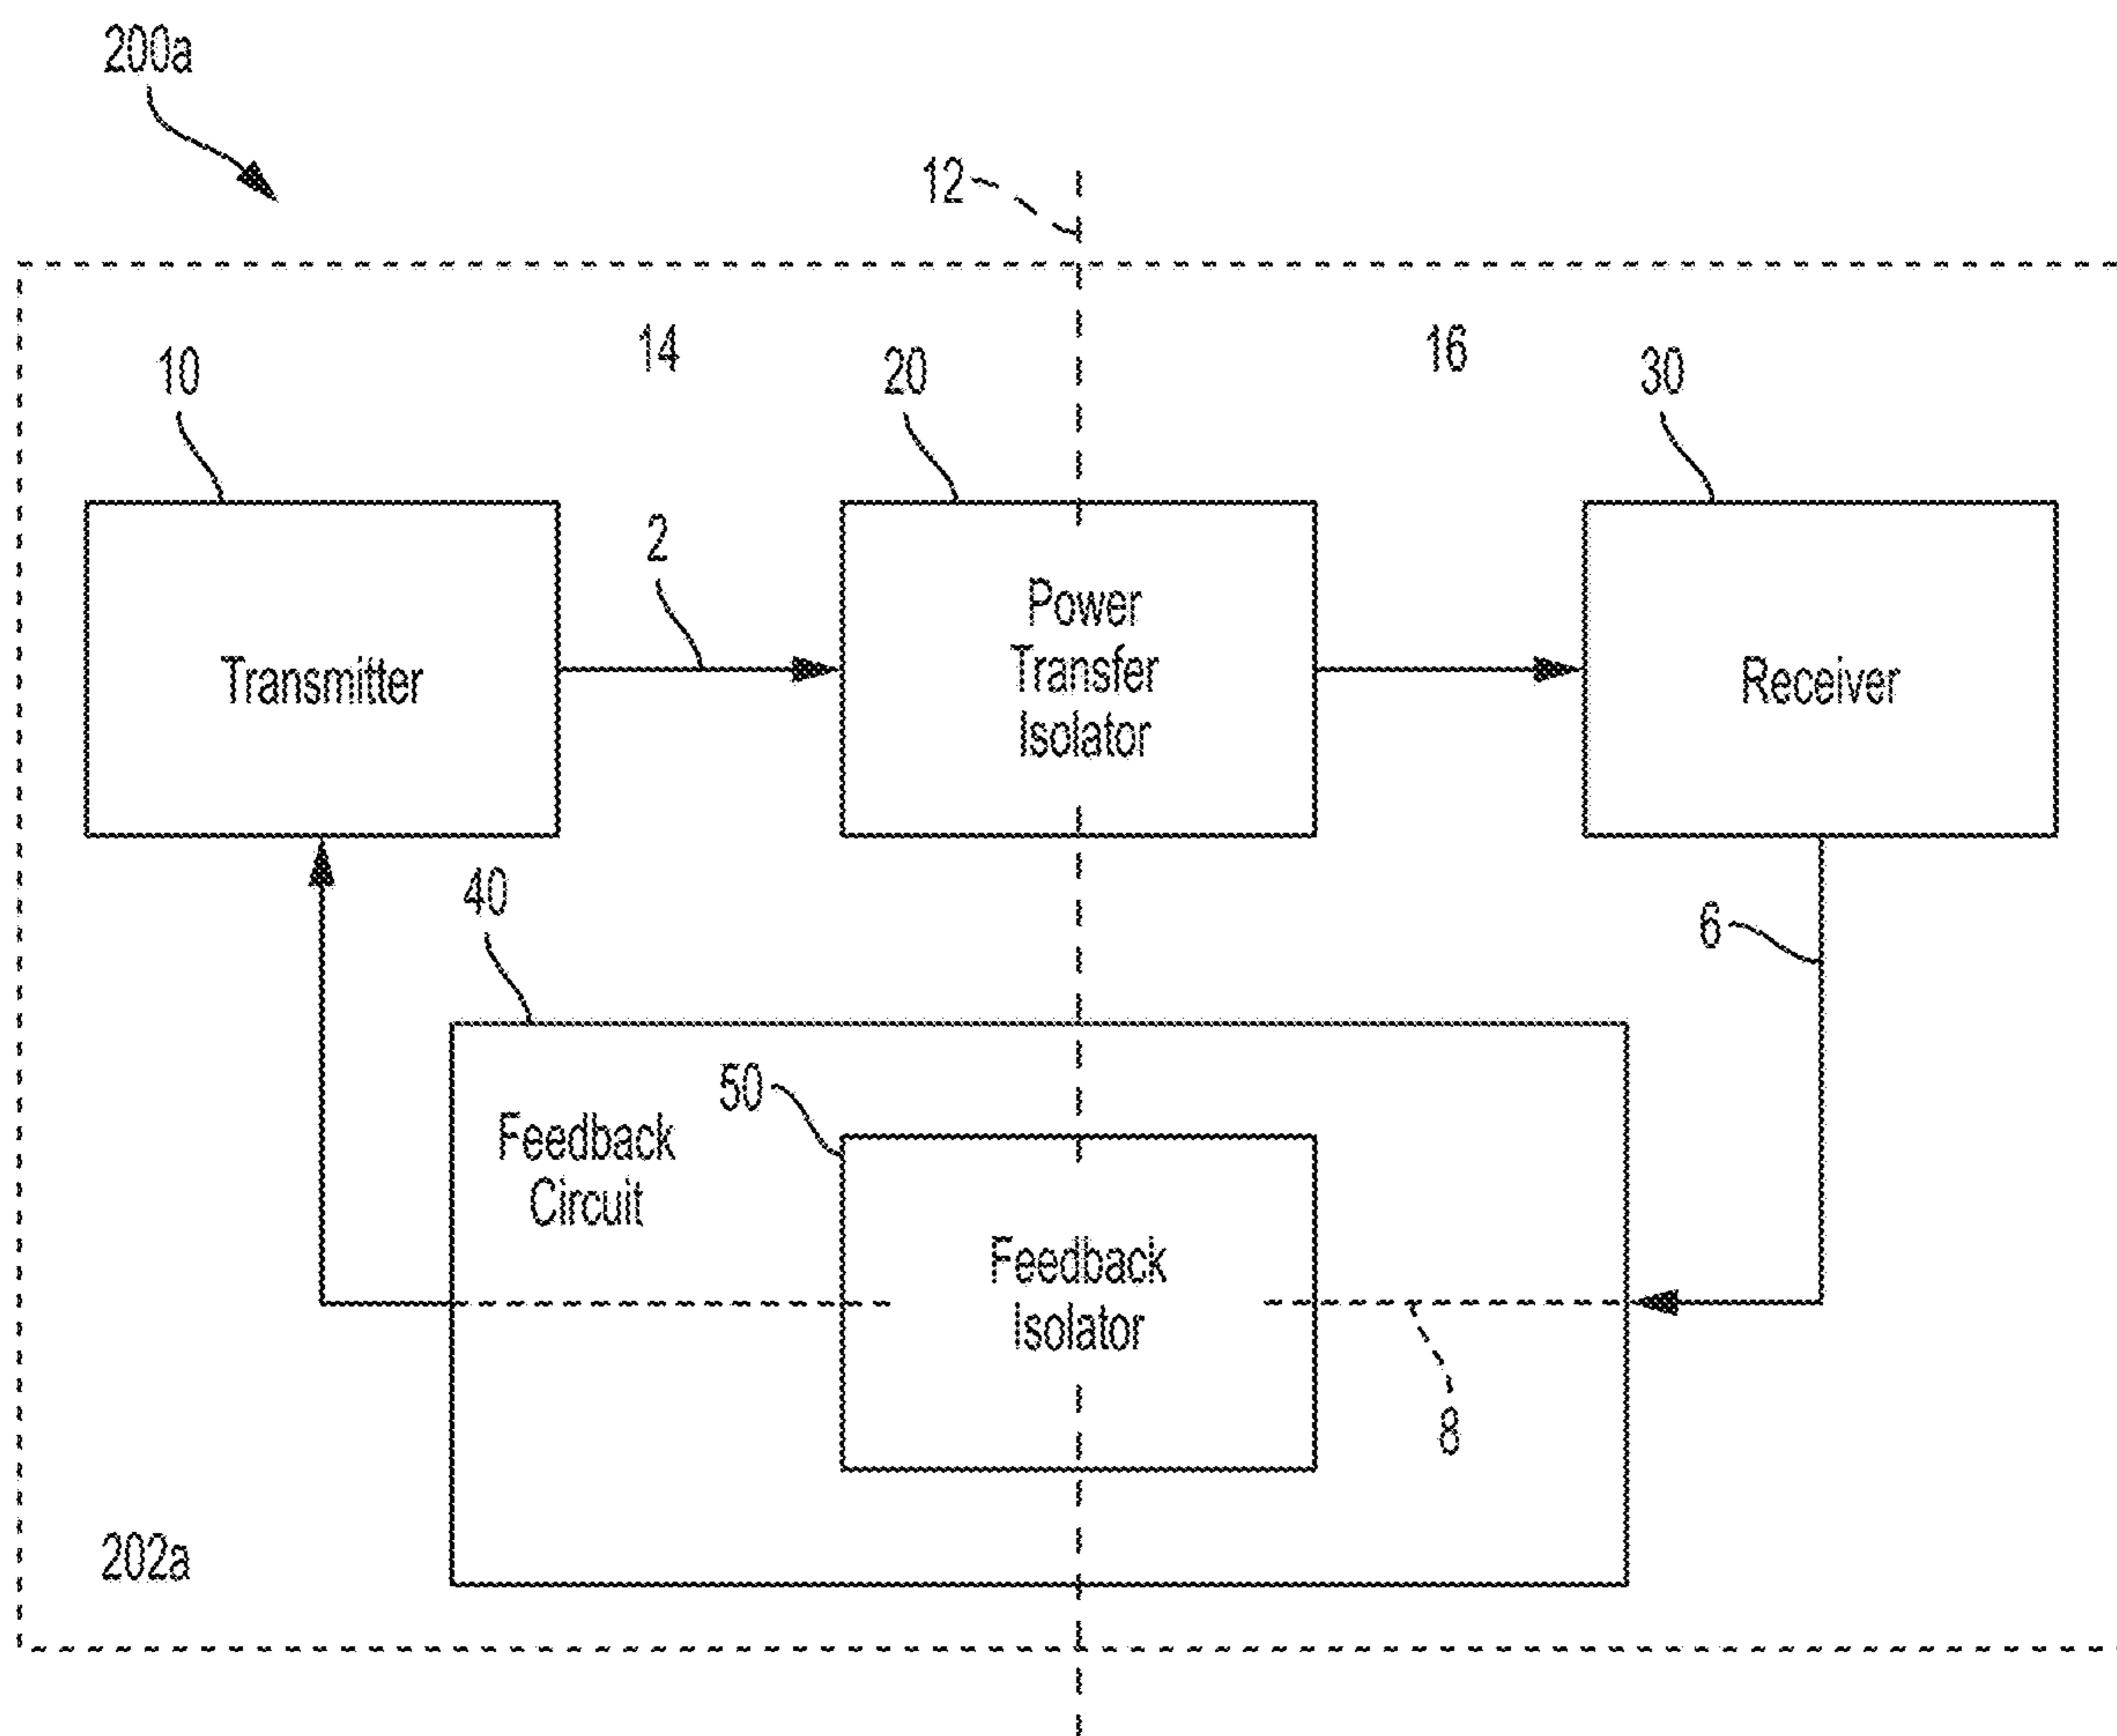 200a
12
14
16
10
20
30
2
Transmitter
Power
Transfer
Isolator
Receiver
40
6
50
Feedback
Circuit
Feedback
Isolator
8
202a